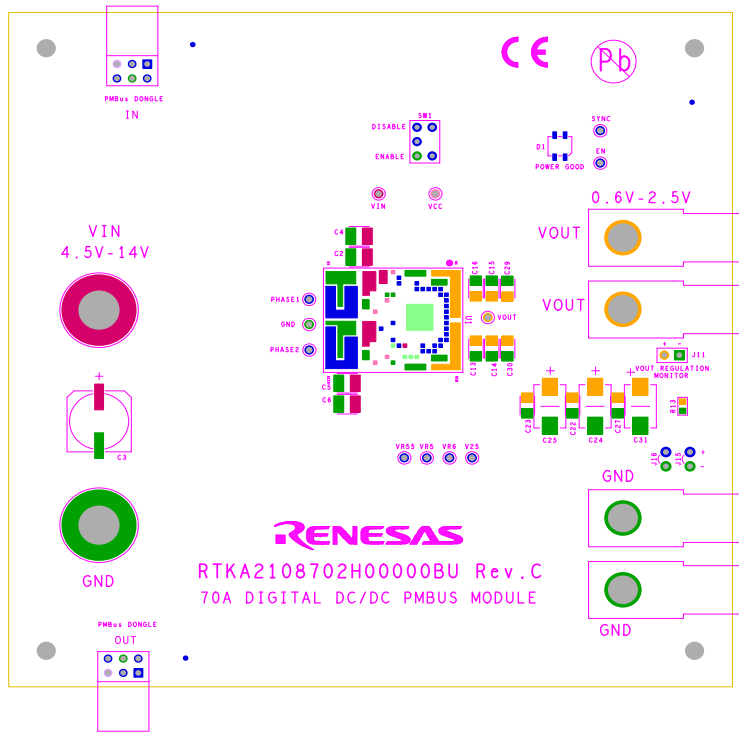 PMBus DONGLE
IN
CE
Pb
SW1
DISABLE
ENABLE
SYNC
EN
D1
POWER GOOD
VIN
VCC
0.6V-2.5V
VIN
4.5V-14V
VOUT
VOUT
C4
C2
C16
C15
C29
PHASE1
GND
PHASE2
U1
VOUT
C13
C14
C30
C6
+
-
J11
VOUT REGULATION
MONITOR
+
C3
+
+
+
C23
C25
C22
C24
C27
C31
R13
VR55
VR5
VR6
V25
J16
J15
+
-
GND
GND
RENESAS
RTKA2108702H00000BU Rev.C
70A DIGITAL DC/DC PMBUS MODULE
GND
PMBus DONGLE
OUT